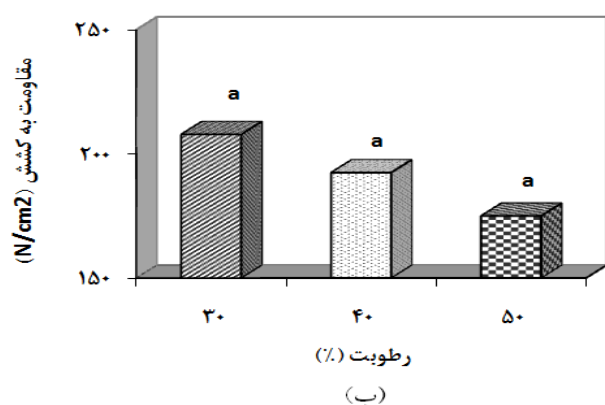 مقاومت به کشش (N/cm2)
۲۵۰
۲۰۰
۱۵۰
a
a
a
۳۰
۴۰
۵۰
رطوبت (%)
(ب)